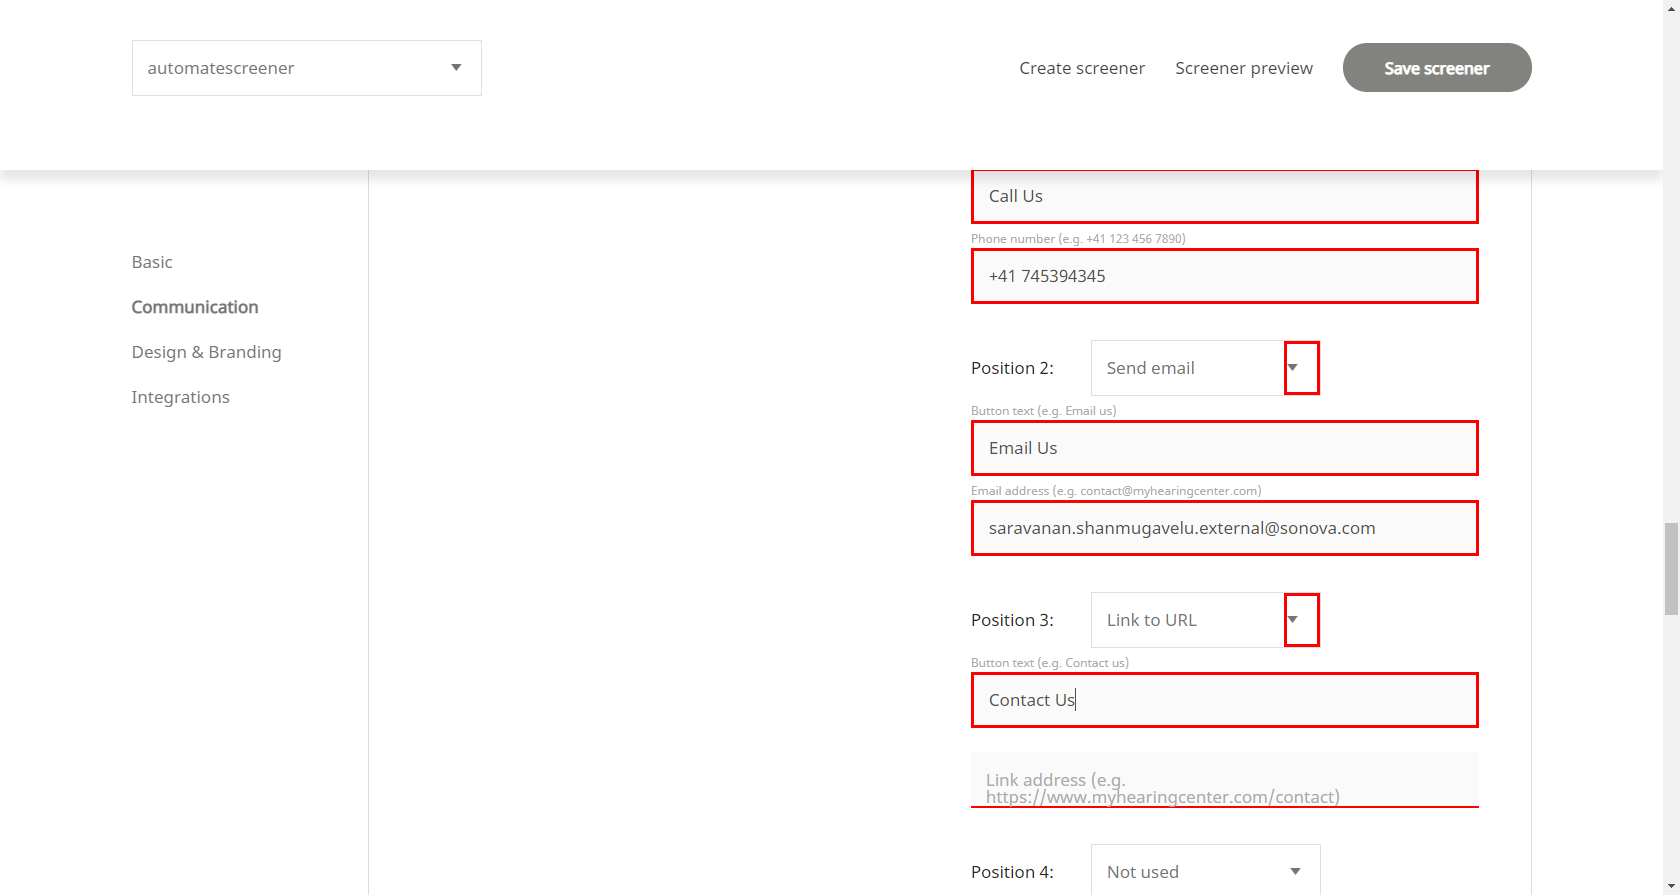 automatescreener
Create screener
Screener preview
Save screener
Basic
Communication
Design & Branding
Integrations
Call Us
Phone number (e.g. +41 123 456 7890)
+41 745394345
Position 2:
Send email
Button text (e.g. Email us)
Email Us
Email address (e.g. contact@myhearingcenter.com)
saravanan.shanmugavelu.external@sonova.com
Position 3:
Link to URL
Button text (e.g. Contact us)
Contact Us
Link address (e.g.
https://www.myhearingcenter.com/contact)
Position 4:
Not used